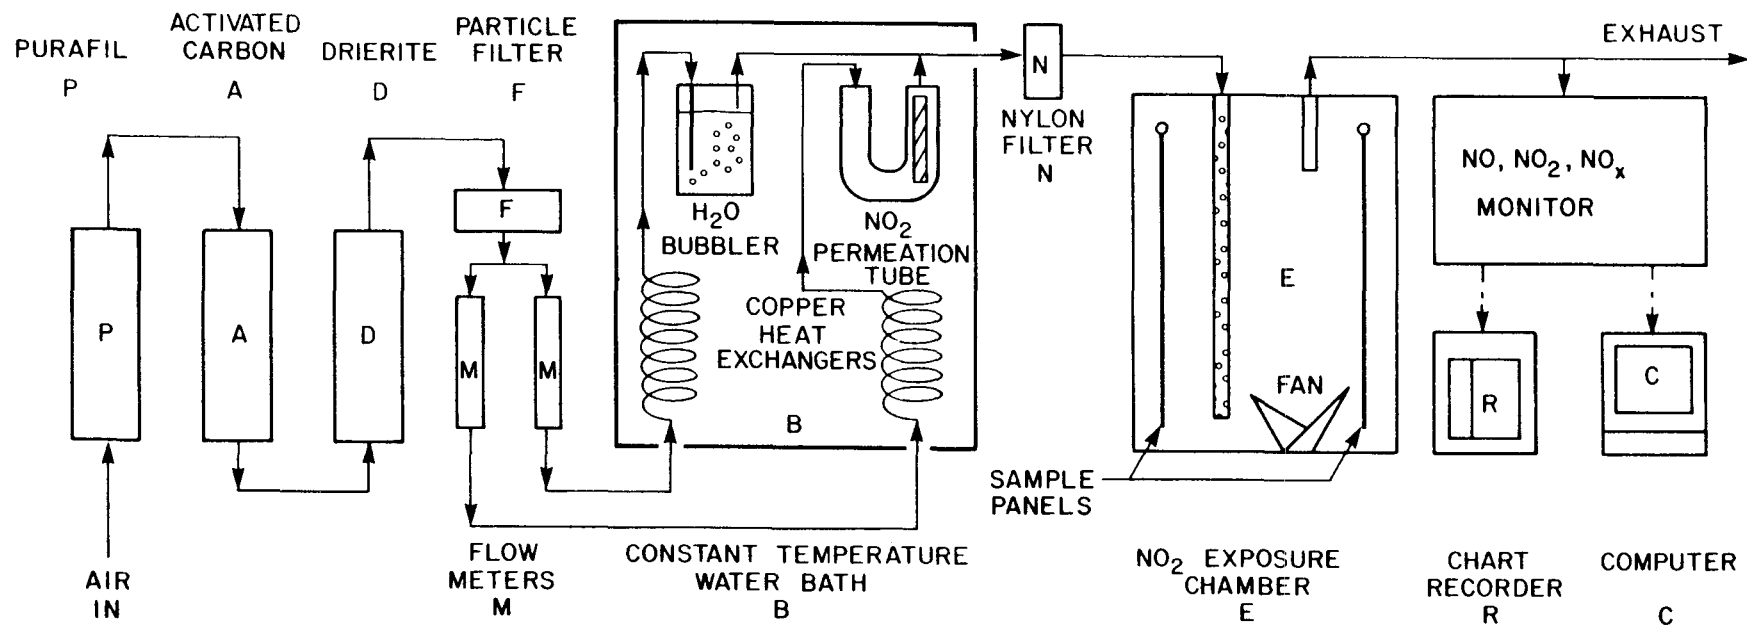 PURAFIL
P
ACTIVATED
CARBON
A
DRIERITE
D
PARTICLE
FILTER
F
P
A
D
F
M
M
AIR
IN
FLOW
METERS
M
H₂O
BUBBLER
NO₂
PERMEATION
TUBE
COPPER
HEAT
EXCHANGERS
B
CONSTANT TEMPERATURE
WATER BATH
B
N
NYLON
FILTER
N
E
FAN
SAMPLE
PANELS
NO₂ EXPOSURE
CHAMBER
E
EXHAUST
NO, NO₂, NOₓ
MONITOR
R
C
CHART
RECORDER
R
COMPUTER
C